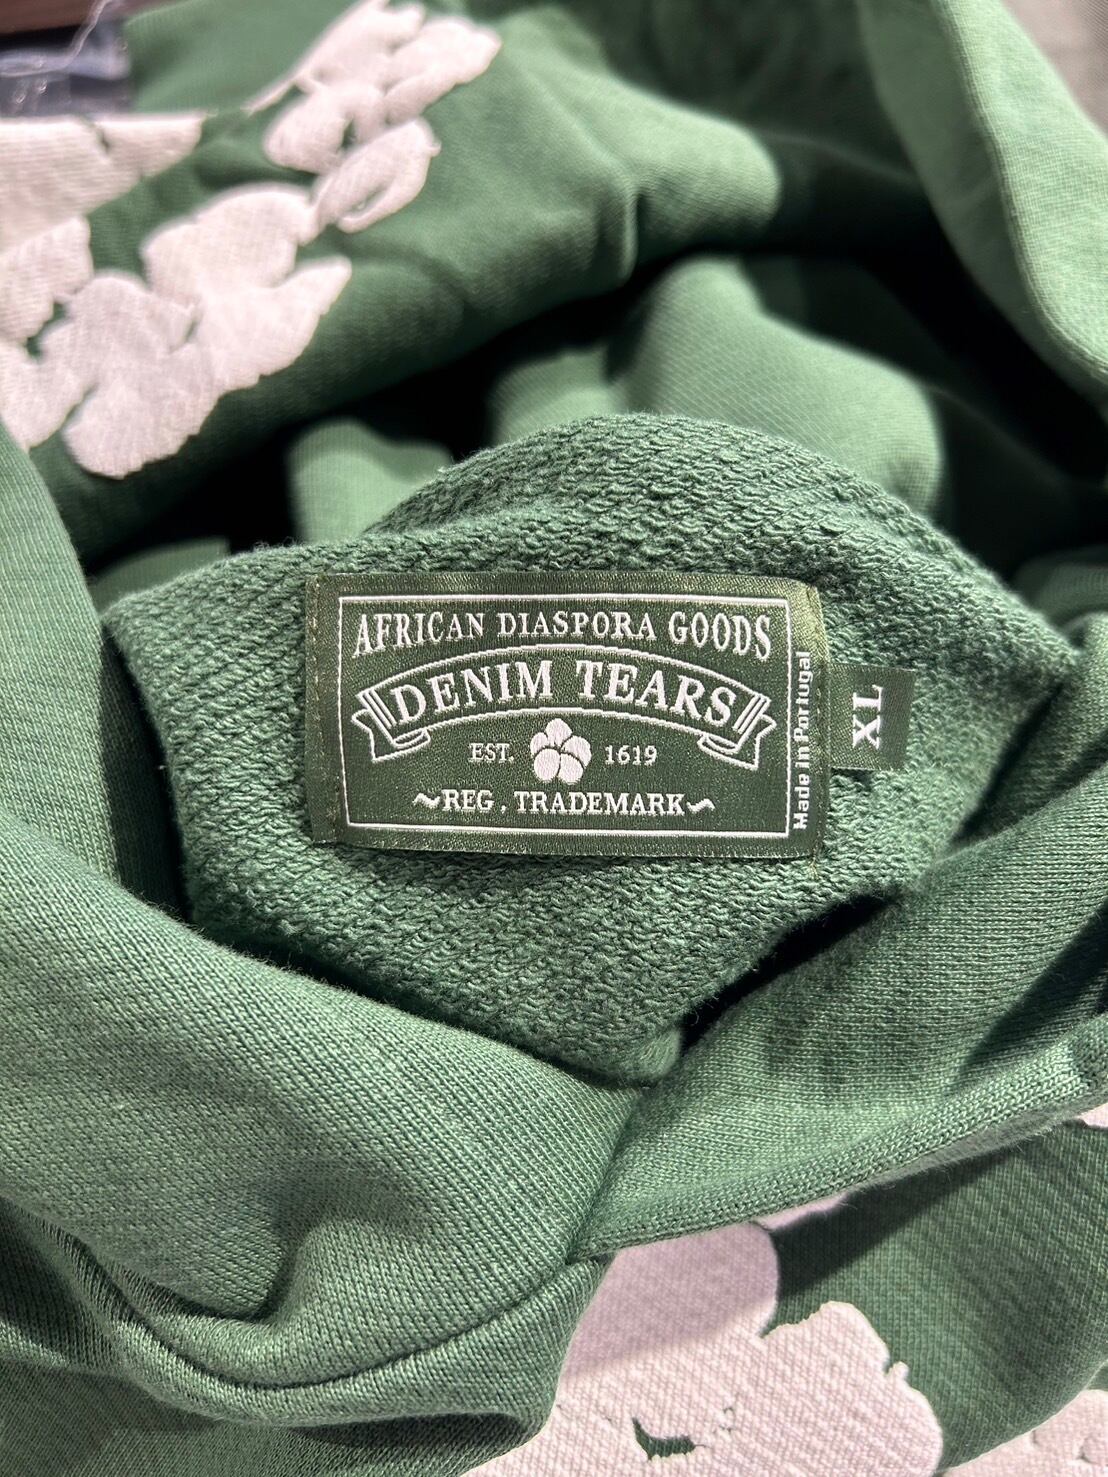 AFRICAN DIASPORA GOODS
DENIM TEARS
EST. 1619
~REG. TRADEMARK~
Made in Portugal
XL